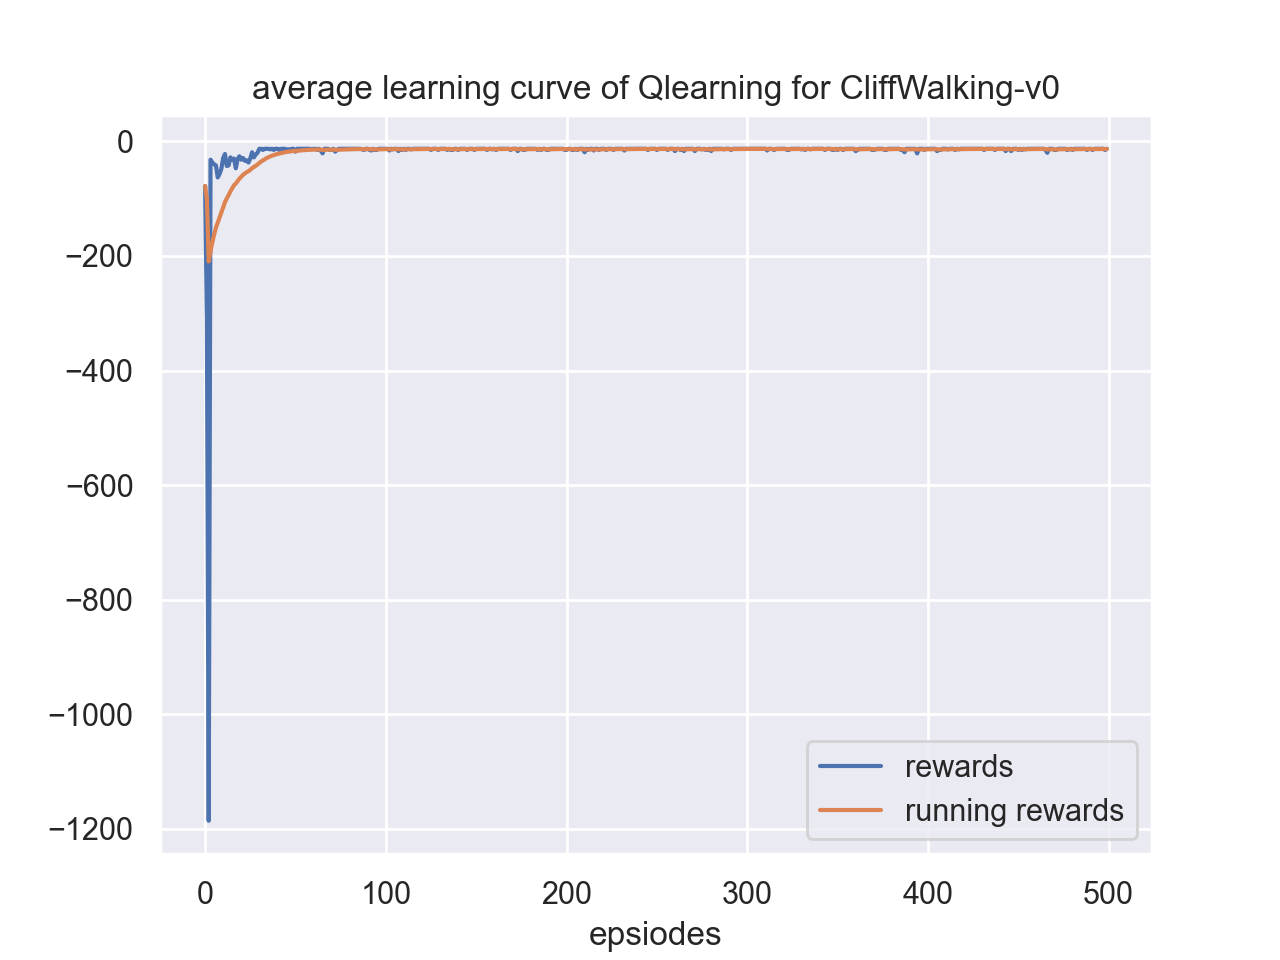 average learning curve of Qlearning for CliffWalking-v0
0
−200
−400
−600
−800
−1000
−1200
rewards
running rewards
0 100 200 300 400 500
epsiodes